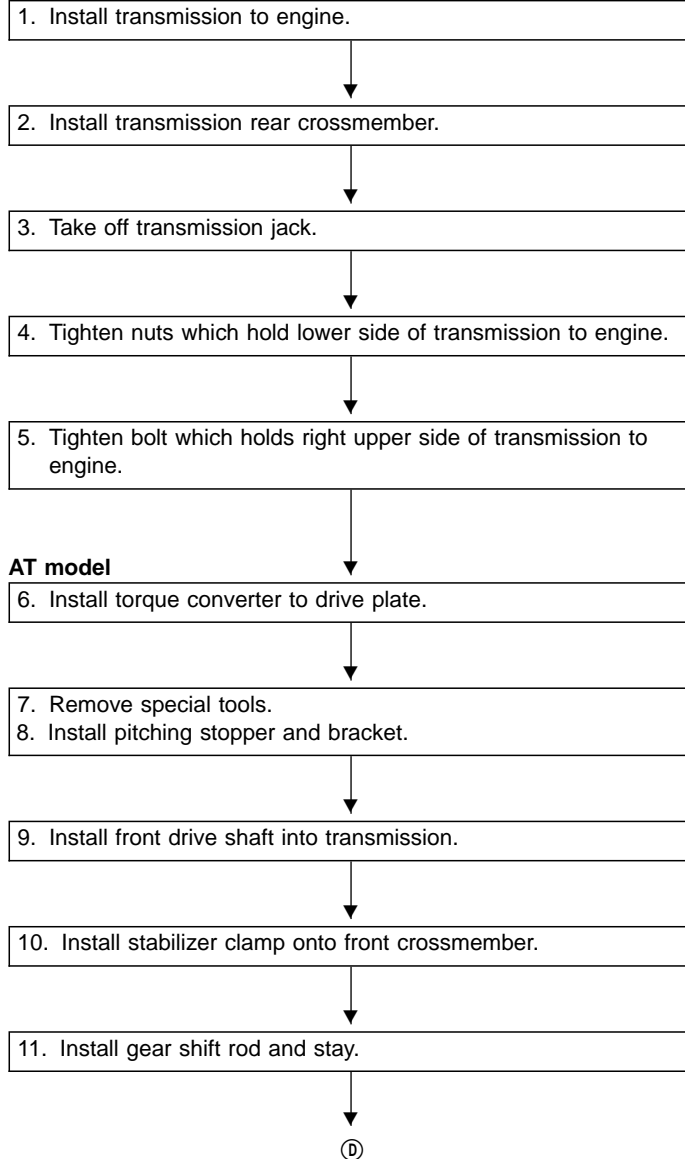 1. Install transmission to engine.
2. Install transmission rear crossmember.
3. Take off transmission jack.
4. Tighten nuts which hold lower side of transmission to engine.
5. Tighten bolt which holds right upper side of transmission to
engine.
AT model
6. Install torque converter to drive plate.
7. Remove special tools.
8. Install pitching stopper and bracket.
9. Install front drive shaft into transmission.
10. Install stabilizer clamp onto front crossmember.
11. Install gear shift rod and stay.
Ⓓ